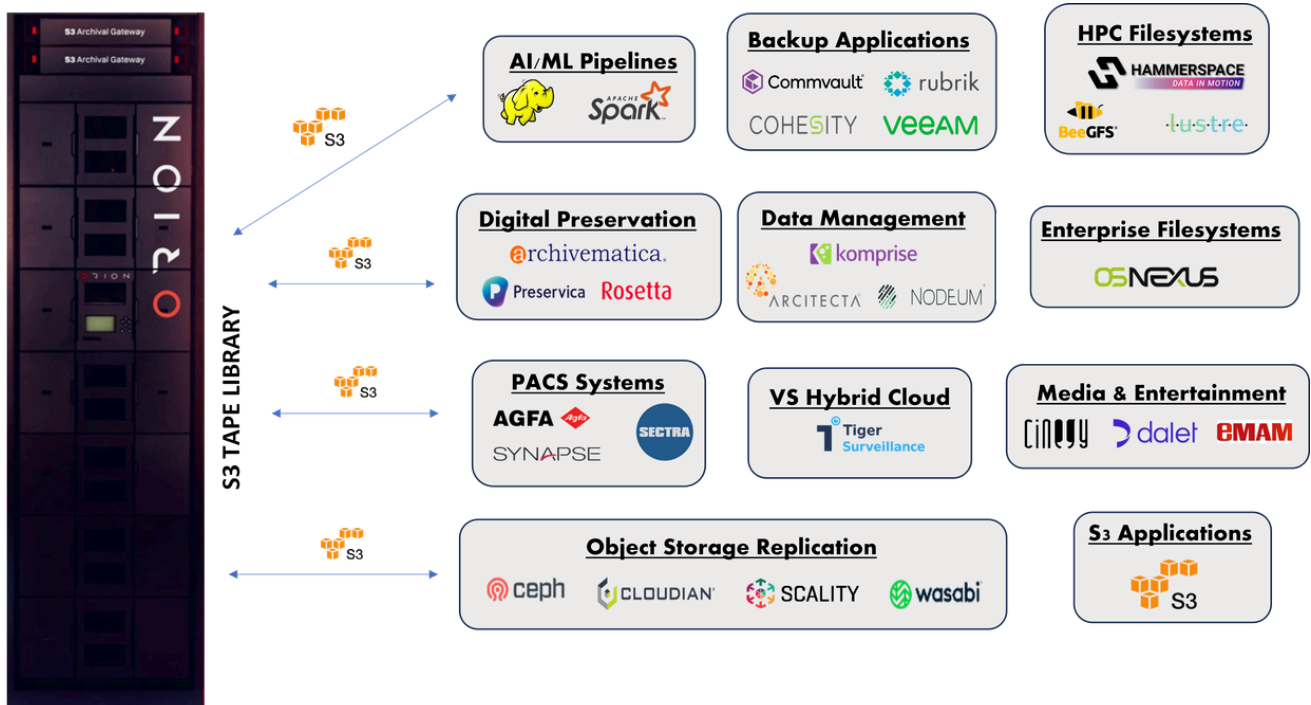 S3 Archival Gateway
S3 Archival Gateway
ORION
ORION
S3 TAPE LIBRARY
S3
S3
S3
S3
AI/ML Pipelines
APACHE
Spark™
Backup Applications
Commvault® rubrik
COHESITY veeAM
HPC Filesystems
HAMMERSPACE
DATA IN MOTION
BeeGFS® lustre
Digital Preservation
archivematica.
Preservica Rosetta
Data Management
komprise
ARCITECTA® NODEUM®
Enterprise Filesystems
OSNEXUS
PACS Systems
AGFA Agfa
SYNAPSE SECTRA
VS Hybrid Cloud
Tiger
Surveillance
Media & Entertainment
cinegy dalet eMAM
Object Storage Replication
ceph CLOUDIAN® SCALITY wasabi
S3 Applications
S3